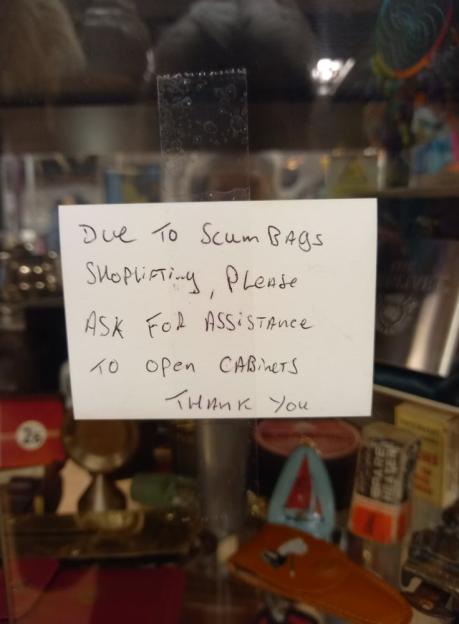 Due To Scum BAgs
SHOPLiFTiNg, PLeASe
ASK FoR ASSiSTAnce
TO open CABineTS
THANK You